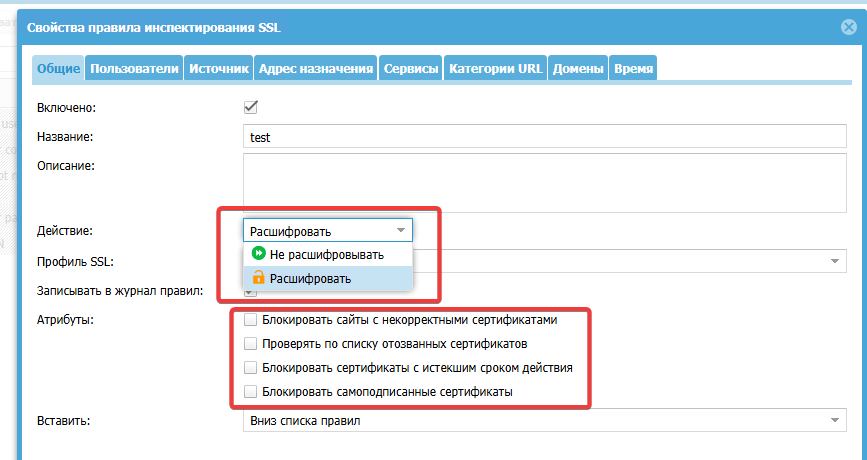 Свойства правила инспектирования SSL
Общие Пользователи Источник Адрес назначения Сервисы Категории URL Домены Время
Включено:
Название: test
Описание:
Действие: Расшифровать
Не расшифровывать
Профиль SSL:
Расшифровать
Записывать в журнал правил:
Атрибуты: Блокировать сайты с некорректными сертификатами
Проверять по списку отозванных сертификатов
Блокировать сертификаты с истекшим сроком действия
Блокировать самоподписанные сертификаты
Вставить: Вниз списка правил